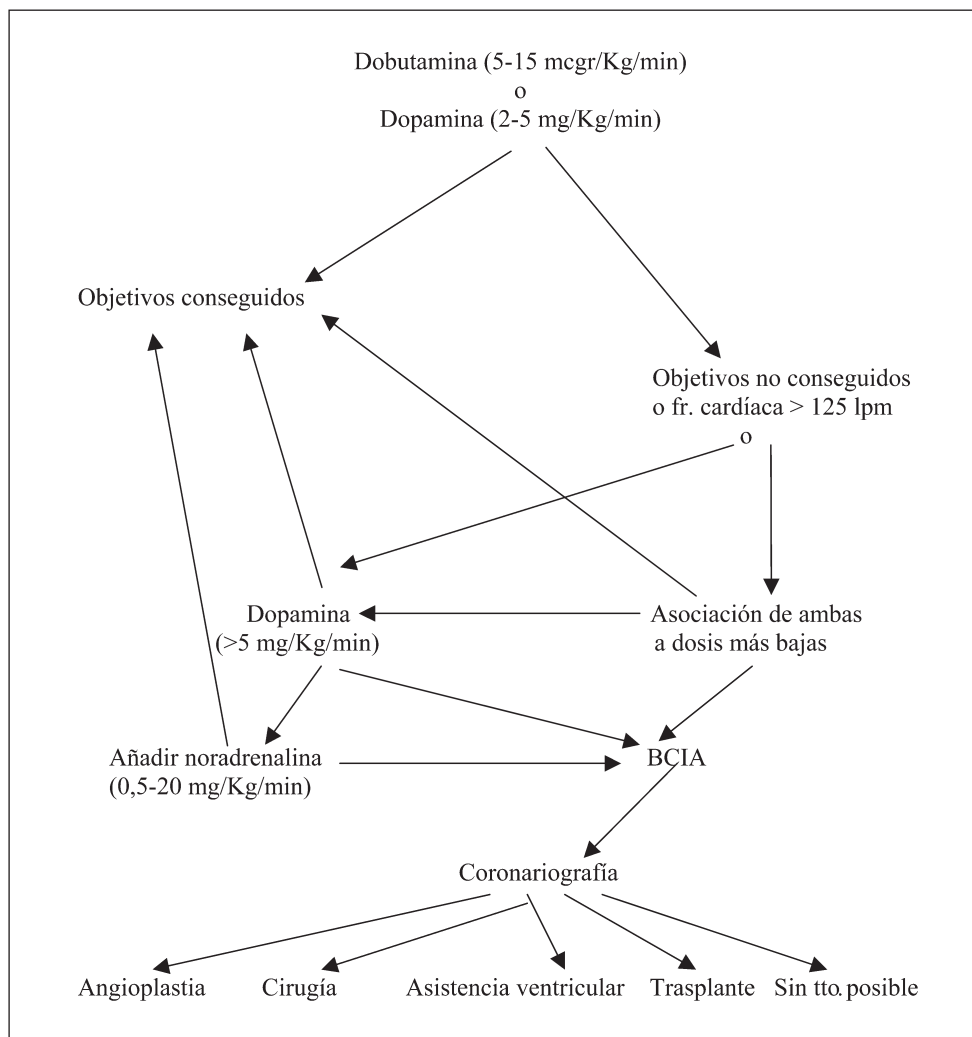 Dobutamina (5-15 mcgr/Kg/min)
o
Dopamina (2-5 mg/Kg/min)
Objetivos conseguidos
Objetivos no conseguidos
o fr. cardíaca > 125 lpm
o
Dopamina
(>5 mg/Kg/min)
Asociación de ambas
a dosis más bajas
Añadir noradrenalina
(0,5-20 mg/Kg/min)
BCIA
Coronariografía
Angioplastia Cirugía Asistencia ventricular Trasplante Sin tto. posible